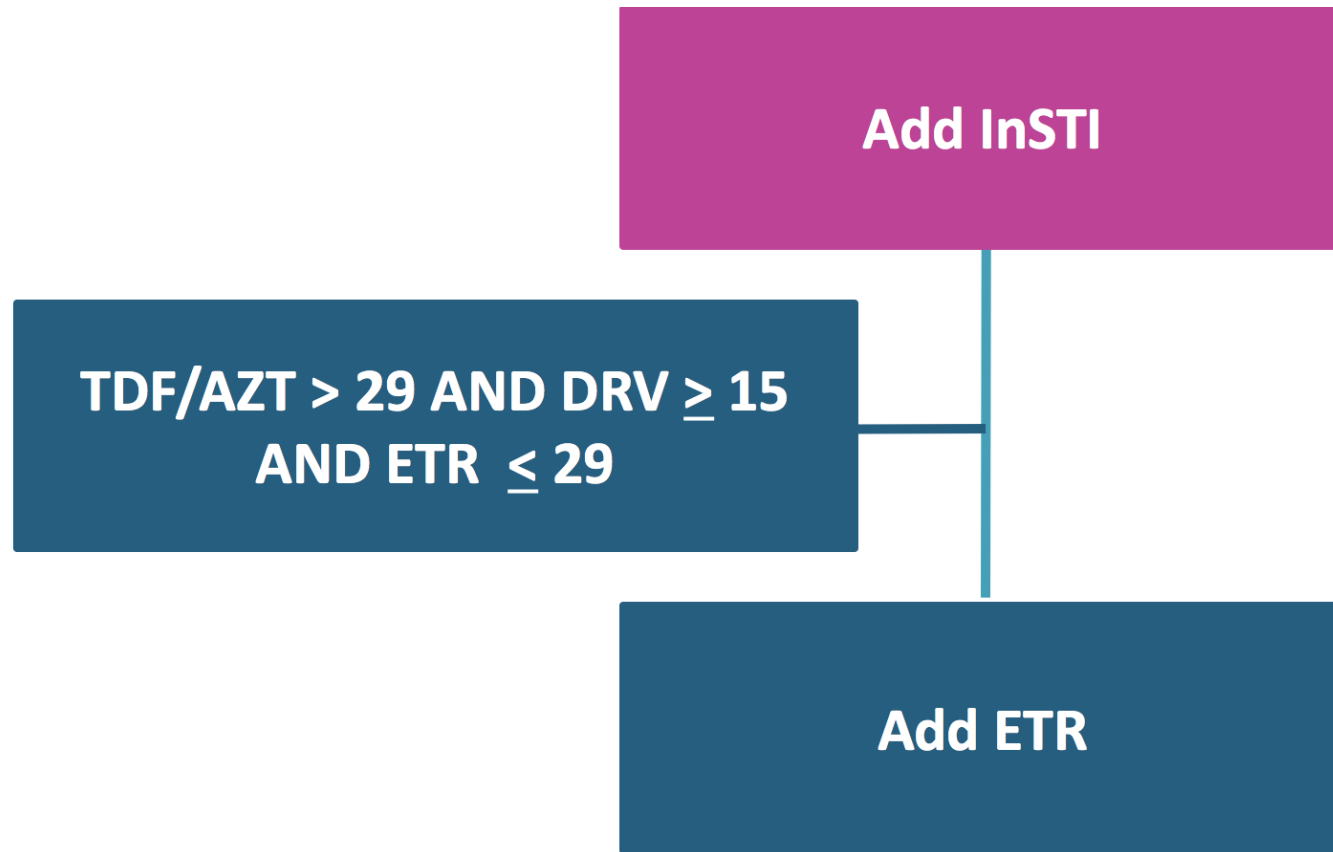 Add InSTI
TDF/AZT > 29 AND DRV ≥ 15
AND ETR ≤ 29
Add ETR